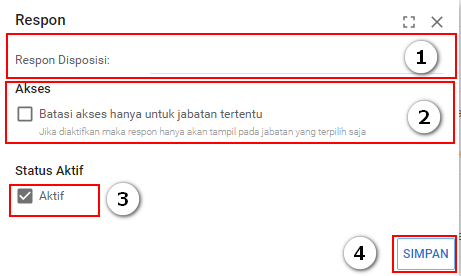 Respon
Respon Disposisi:
1
Akses
Batasi akses hanya untuk jabatan tertentu
2
Jika diaktifkan maka respon hanya akan tampil pada jabatan yang terpilih saja
Status Aktif
Aktif
3
4
SIMPAN